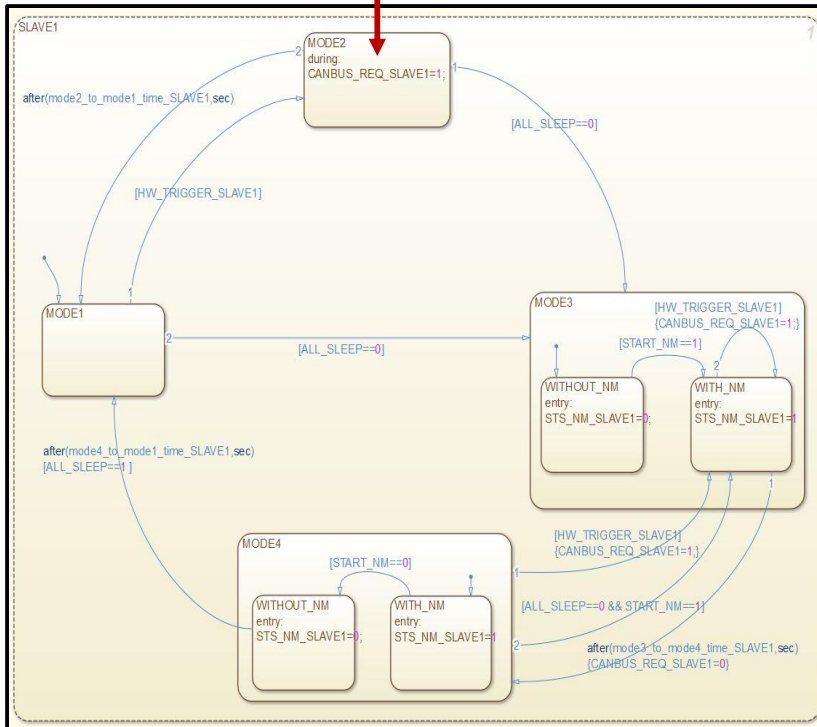 SLAVE1
1
MODE2
during:
CANBUS_REQ_SLAVE1=1;
2
1
after(mode2_to_mode1_time_SLAVE1,sec)
[ALL_SLEEP==0]
[HW_TRIGGER_SLAVE1]
1
MODE1
2
[ALL_SLEEP==0]
MODE3
[HW_TRIGGER_SLAVE1]
{CANBUS_REQ_SLAVE1=1;}
[START_NM==1]
2
WITHOUT_NM
entry:
STS_NM_SLAVE1=0;
WITH_NM
entry:
STS_NM_SLAVE1=1
1
after(mode4_to_mode1_time_SLAVE1,sec)
[ALL_SLEEP==1 ]
MODE4
[START_NM==0]
WITHOUT_NM
entry:
STS_NM_SLAVE1=0;
WITH_NM
entry:
STS_NM_SLAVE1=1
[HW_TRIGGER_SLAVE1]
{CANBUS_REQ_SLAVE1=1;}
1
[ALL_SLEEP==0 && START_NM==1]
2
after(mode3_to_mode4_time_SLAVE1,sec)
{CANBUS_REQ_SLAVE1=0}